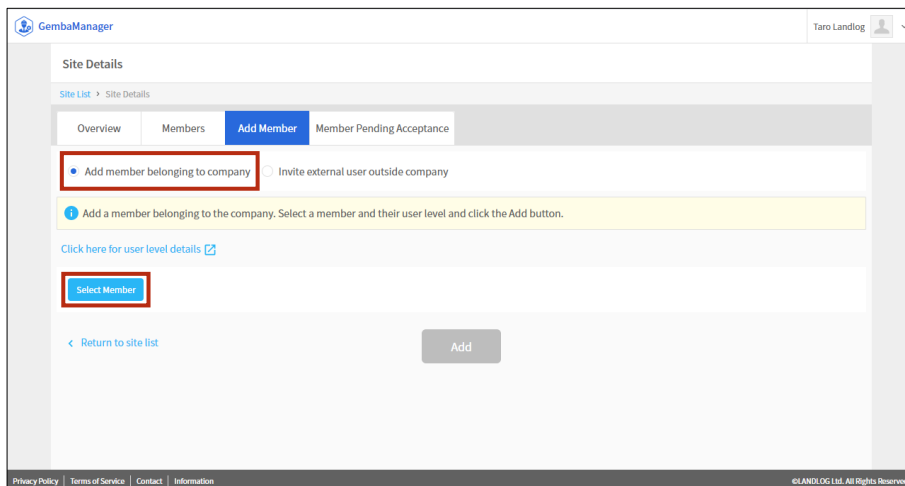 GembaManager
Taro Landlog
Site Details
Site List > Site Details
Overview Members Add Member Member Pending Acceptance
Add member belonging to company Invite external user outside company
Add a member belonging to the company. Select a member and their user level and click the Add button.
Click here for user level details
Select Member
< Return to site list
Add
Privacy Policy | Terms of Service | Contact | Information ©LANDLOG Ltd. All Rights Reserved